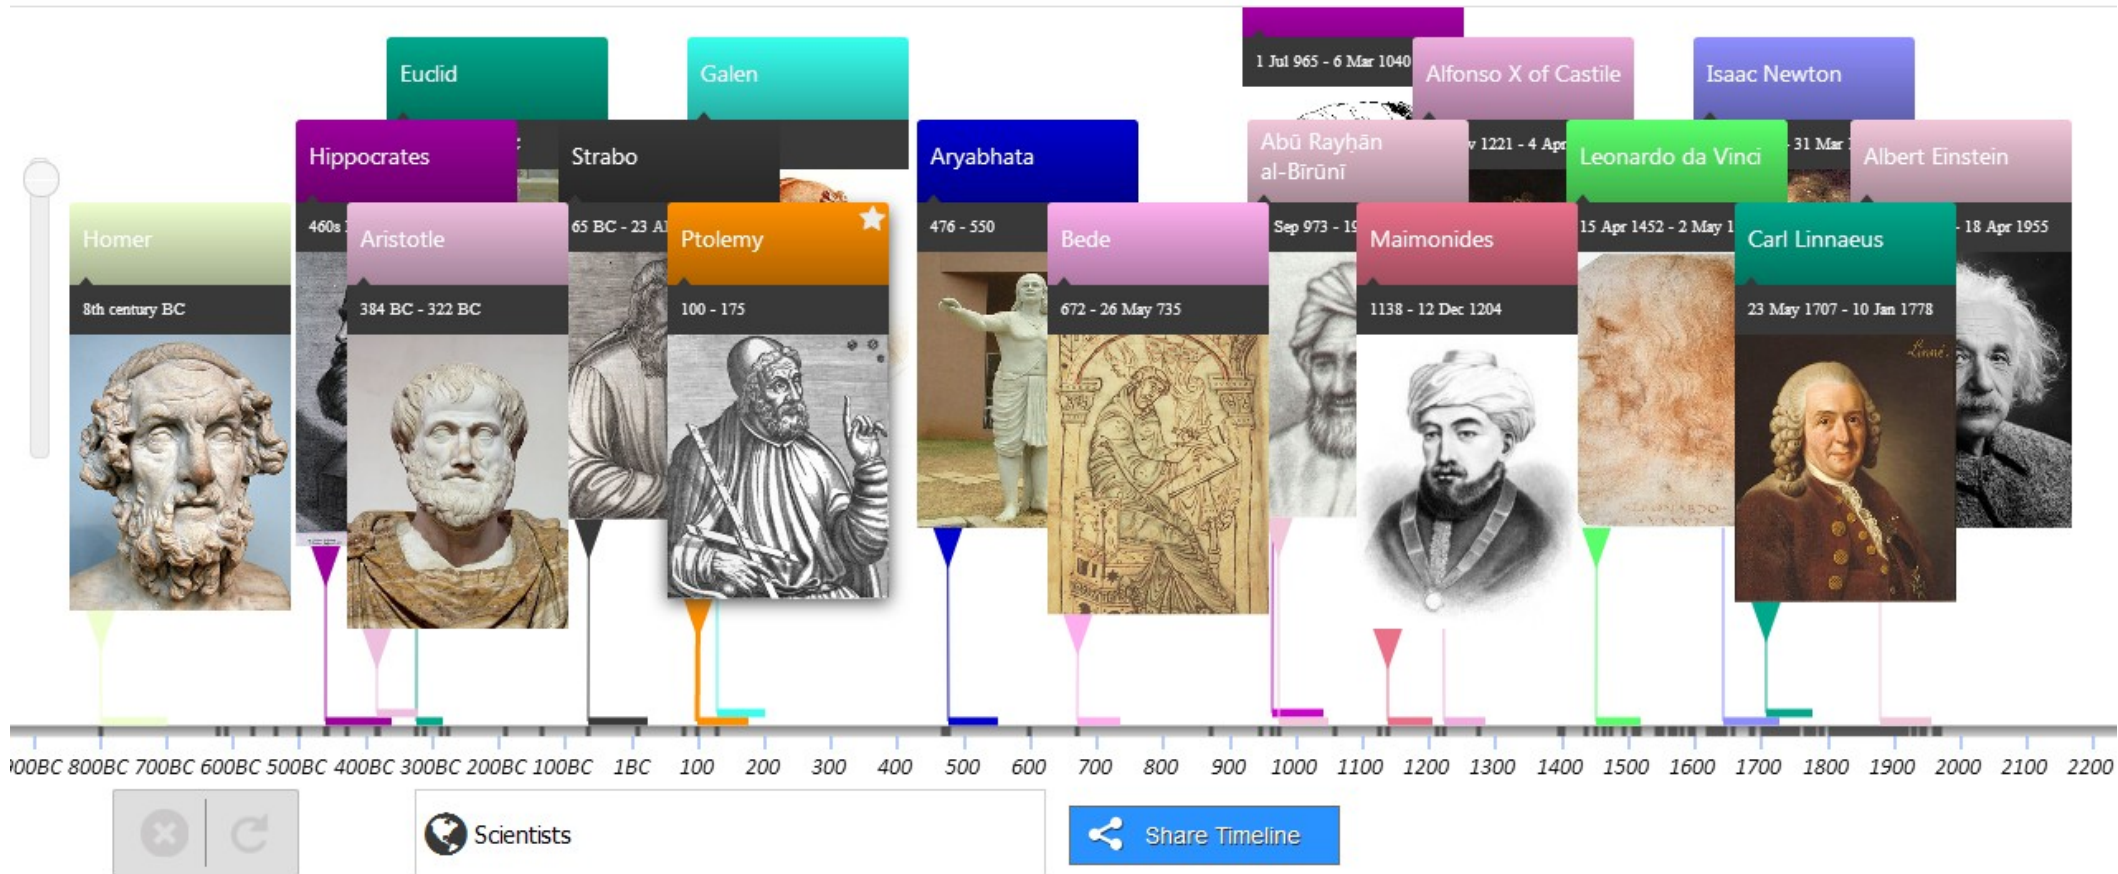 1 Jul 965 - 6 Mar 1040
Euclid
Galen
Alfonso X of Castile
Isaac Newton
1221 - 4 Apr
31 Mar
Hippocrates
460s
Strabo
65 BC - 23
Aryabhata
476 - 550
Abū Rayḥān
al-Bīrūnī
Sep 973 -
Leonardo da Vinci
15 Apr 1452 - 2 May
Albert Einstein
- 18 Apr 1955
Homer
8th century BC
Aristotle
384 BC - 322 BC
Ptolemy
100 - 175
Bede
672 - 26 May 735
Maimonides
1138 - 12 Dec 1204
Carl Linnaeus
23 May 1707 - 10 Jan 1778
Linné.
900BC 800BC 700BC 600BC 500BC 400BC 300BC 200BC 100BC 1BC 100 200 300 400 500 600 700 800 900 1000 1100 1200 1300 1400 1500 1600 1700 1800 1900 2000 2100 2200
Scientists
Share Timeline